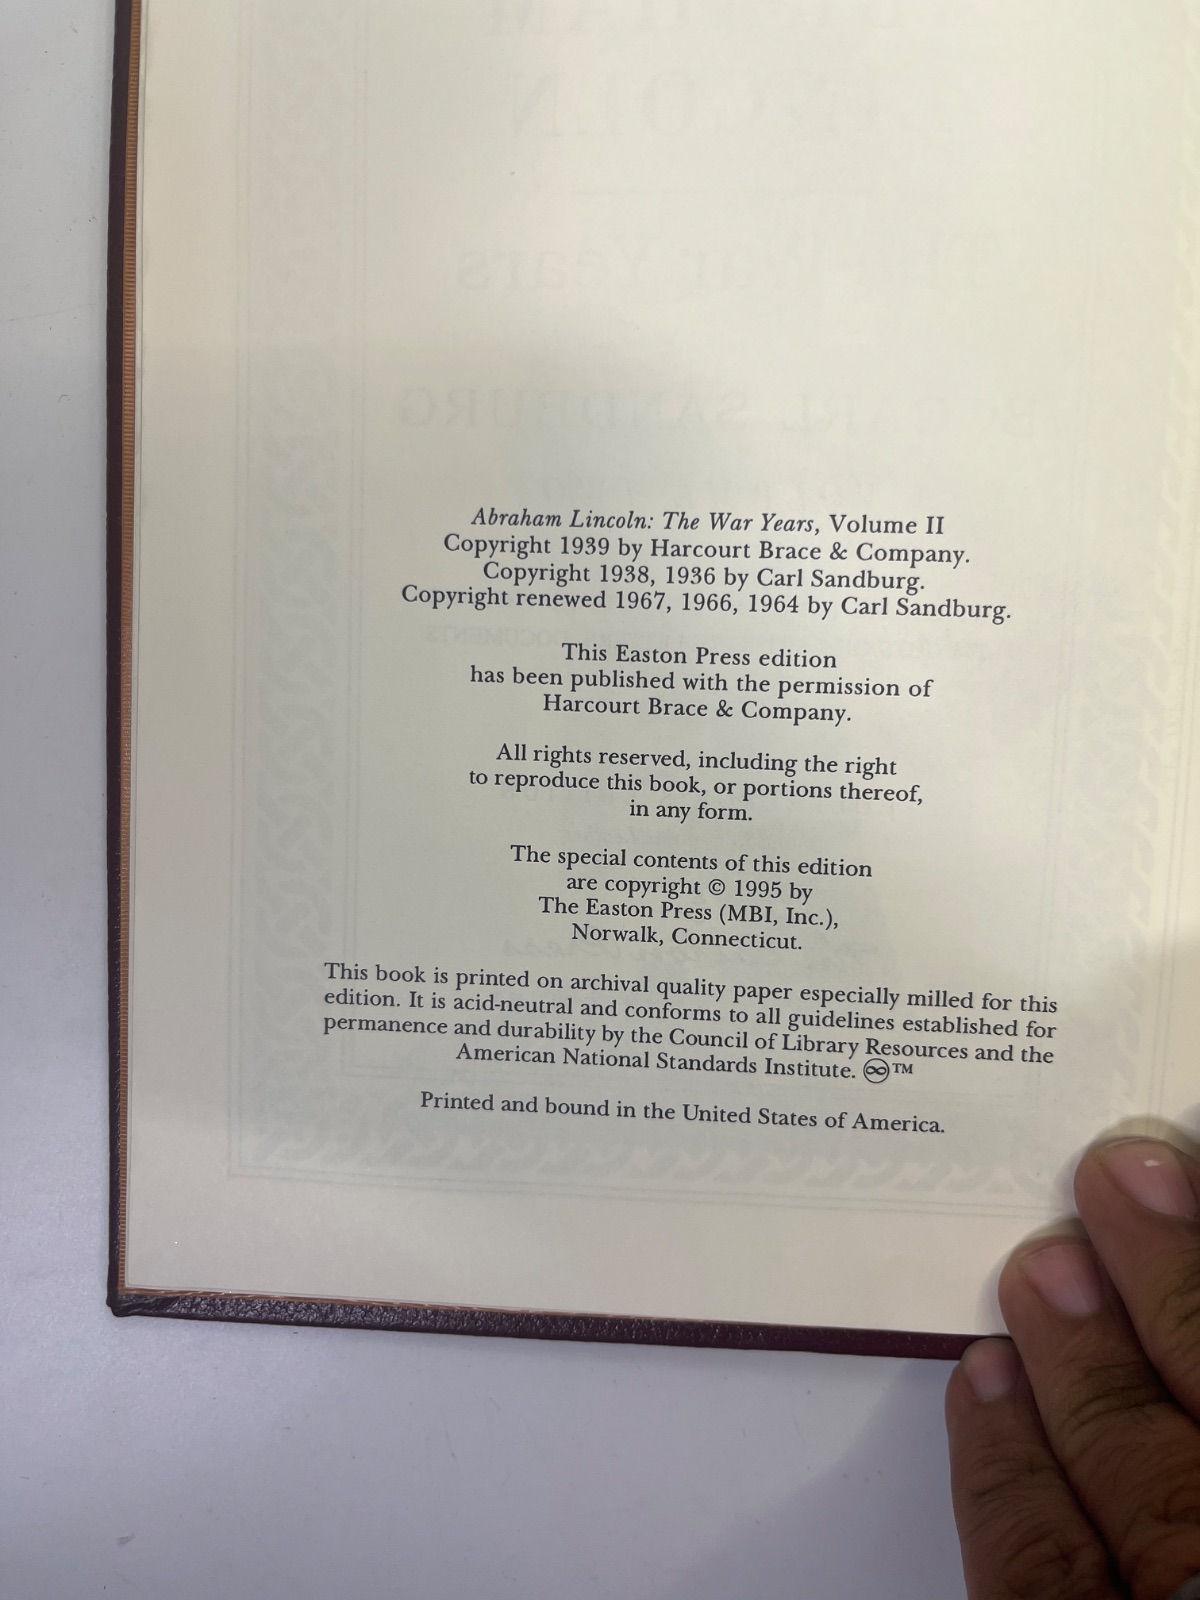 Abraham Lincoln: The War Years, Volume II
Copyright 1939 by Harcourt Brace & Company.
Copyright 1938, 1936 by Carl Sandburg.
Copyright renewed 1967, 1966, 1964 by Carl Sandburg.
This Easton Press edition
has been published with the permission of
Harcourt Brace & Company.
All rights reserved, including the right
to reproduce this book, or portions thereof,
in any form.
The special contents of this edition
are copyright © 1995 by
The Easton Press (MBI, Inc.),
Norwalk, Connecticut.
This book is printed on archival quality paper especially milled for this
edition. It is acid-neutral and conforms to all guidelines established for
permanence and durability by the Council of Library Resources and the
American National Standards Institute. ♾™
Printed and bound in the United States of America.